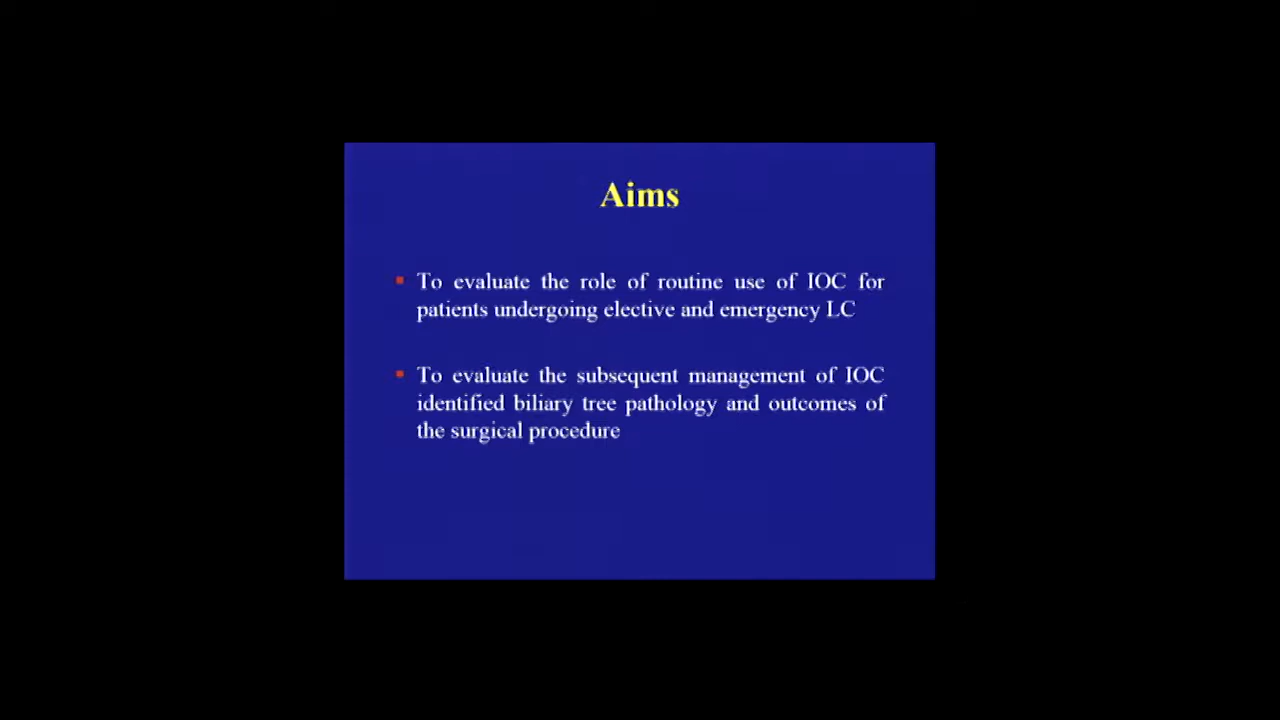 Aims
To evaluate the role of routine use of IOC for
patients undergoing elective and emergency LC
To evaluate the subsequent management of IOC
identified biliary tree pathology and outcomes of
the surgical procedure